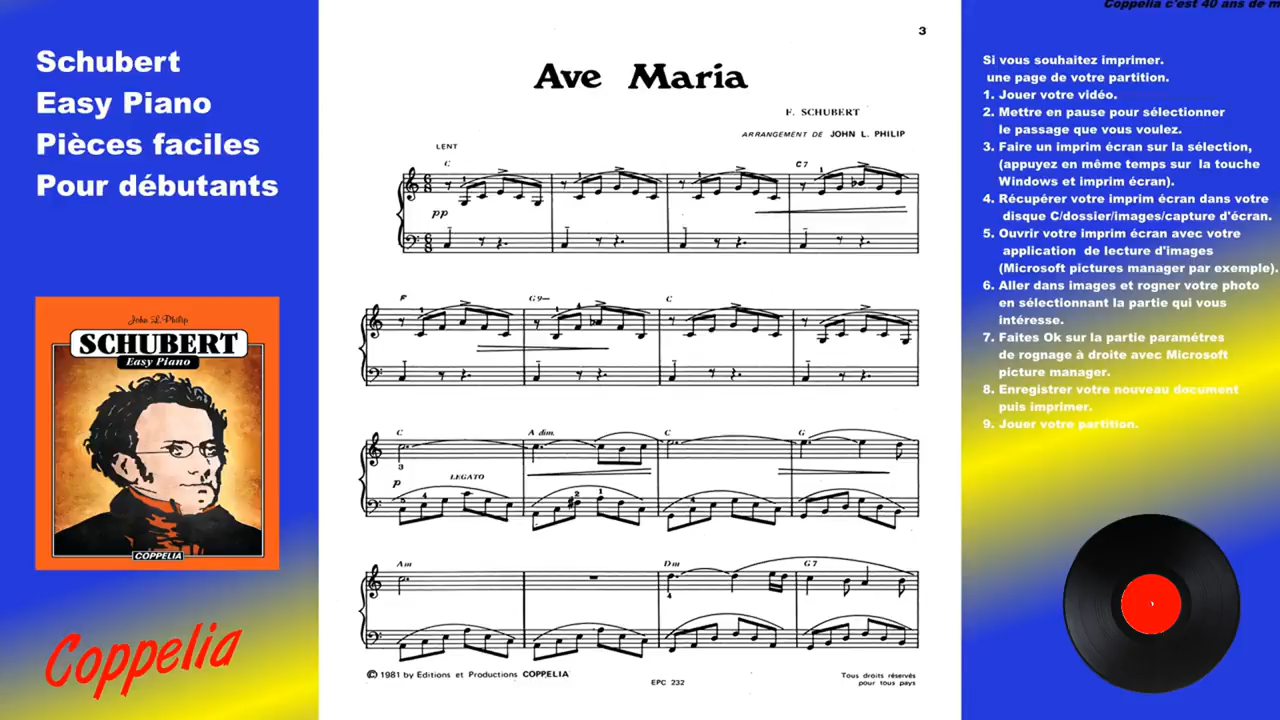 Coppelia c'est 40 ans de m
Schubert
Easy Piano
Pièces faciles
Pour débutants
John L. Philip
SCHUBERT
Easy Piano
COPPELIA
Coppelia
3
Ave Maria
F. SCHUBERT
ARRANGEMENT DE JOHN L. PHILIP
LENT
C C7
pp
F G9— C
C A dim. C G
3
p LEGATO
2 4 2 1
Am Dm G7
4
© 1981 by Éditions et Productions COPPELIA
EPC 232
Tous droits réservés
pour tous pays
Si vous souhaitez imprimer.
une page de votre partition.
1. Jouer votre vidéo.
2. Mettre en pause pour sélectionner
le passage que vous voulez.
3. Faire un imprim écran sur la sélection,
(appuyez en même temps sur la touche
Windows et imprim écran).
4. Récupérer votre imprim écran dans votre
disque C/dossier/images/capture d'écran.
5. Ouvrir votre imprim écran avec votre
application de lecture d'images
(Microsoft pictures manager par exemple).
6. Aller dans images et rogner votre photo
en sélectionnant la partie qui vous
intéresse.
7. Faites Ok sur la partie paramétres
de rognage à droite avec Microsoft
picture manager.
8. Enregistrer votre nouveau document
puis imprimer.
9. Jouer votre partition.